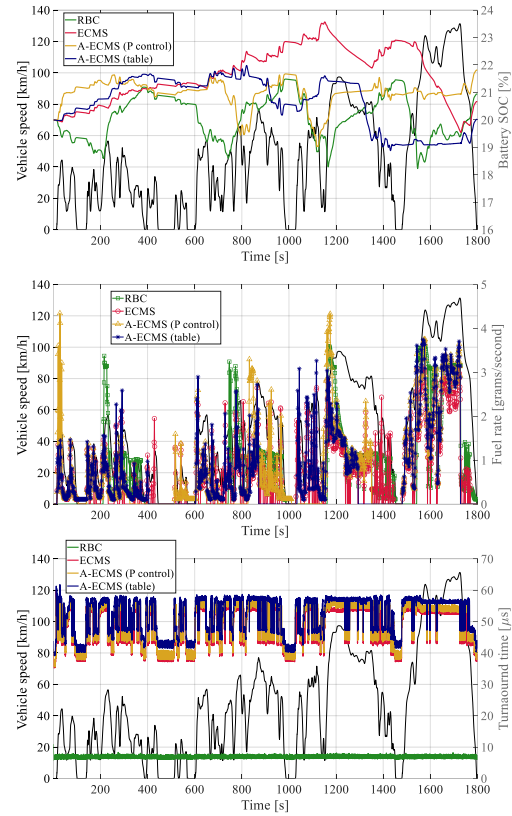 RBC
ECMS
A-ECMS (P control)
A-ECMS (table)
Vehicle speed [km/h]
140
120
100
80
60
40
20
0
24
23
22
21
20
19
18
17
16
Battery SOC [%]
200 400 600 800 1000 1200 1400 1600 1800
Time [s]
RBC
ECMS
A-ECMS (P control)
A-ECMS (table)
Vehicle speed [km/h]
140
120
100
80
60
40
20
0
5
4
3
2
1
0
Fuel rate [grams/second]
200 400 600 800 1000 1200 1400 1600 1800
Time [s]
RBC
ECMS
A-ECMS (P control)
A-ECMS (table)
Vehicle speed [km/h]
140
120
100
80
60
40
20
0
70
60
50
40
30
20
10
0
Turnaournd time [μs]
200 400 600 800 1000 1200 1400 1600 1800
Time [s]